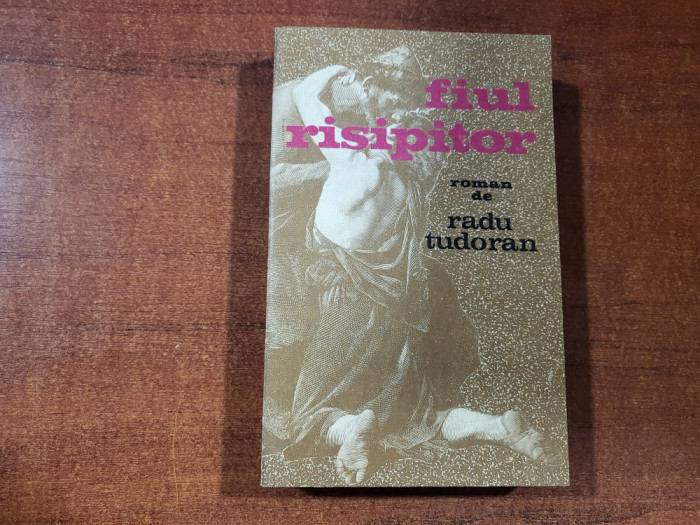 fiul
risipitor
roman
de
radu
tudoran